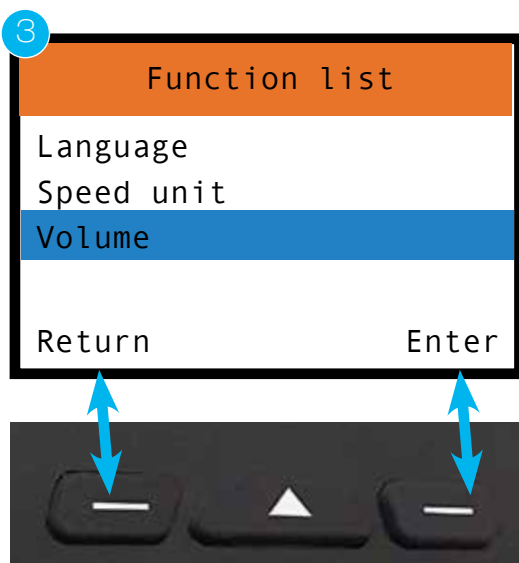 3
Function list
Language
Speed unit
Volume
Return Enter